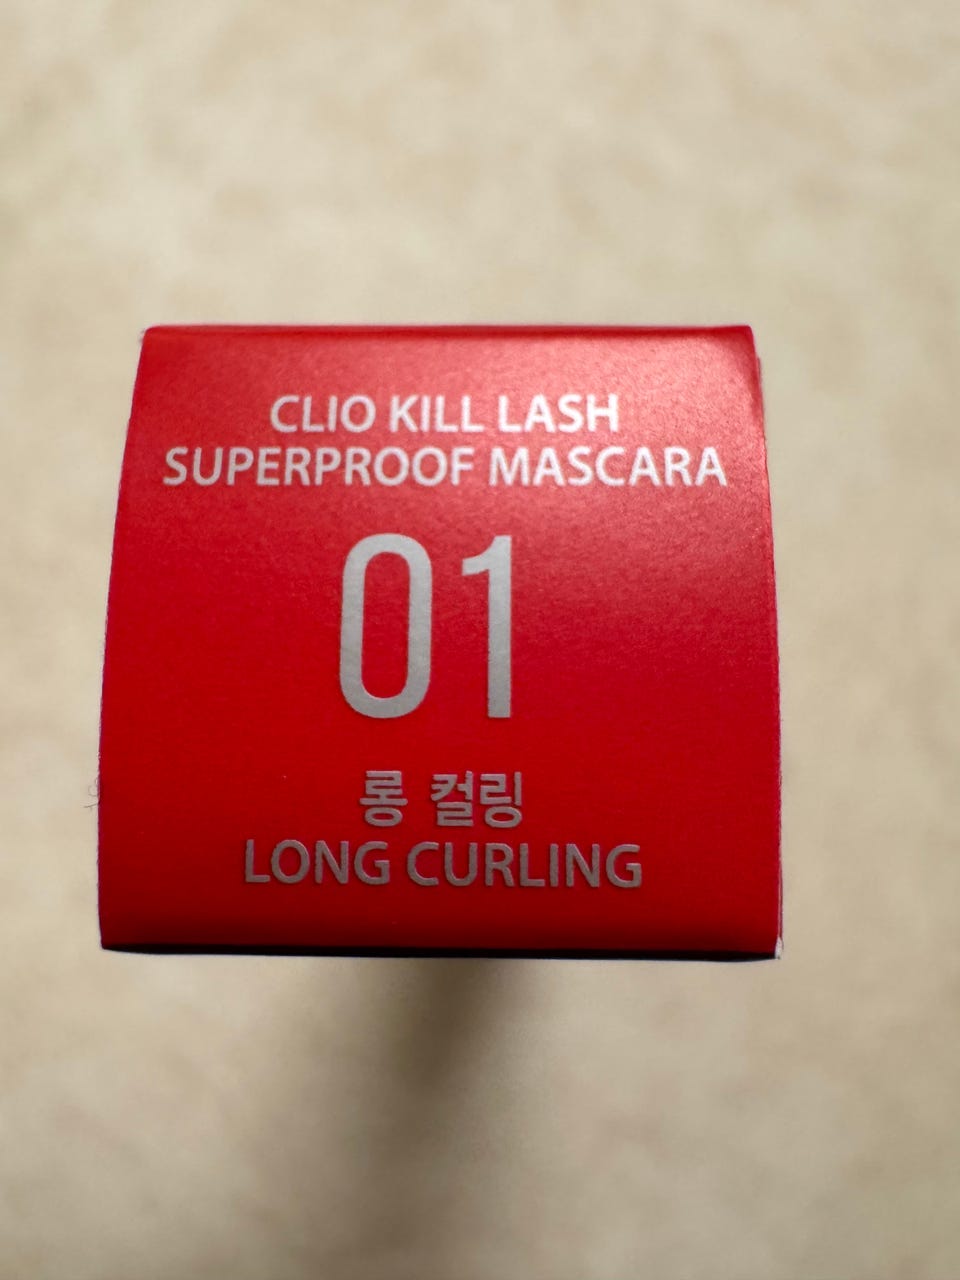 CLIO KILL LASH
SUPERPROOF MASCARA
01
롱 컬링
LONG CURLING